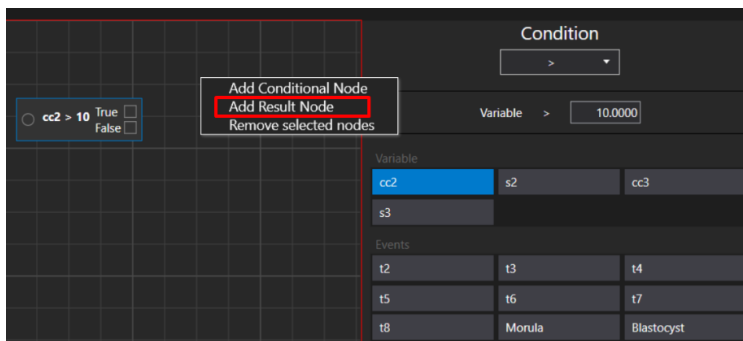 Condition
>
Add Conditional Node
Add Result Node
Remove selected nodes
cc2 > 10 True
False
Variable > 10.0000
Variable
cc2 s2 cc3
s3
Events
t2 t3 t4
t5 t6 t7
t8 Morula Blastocyst